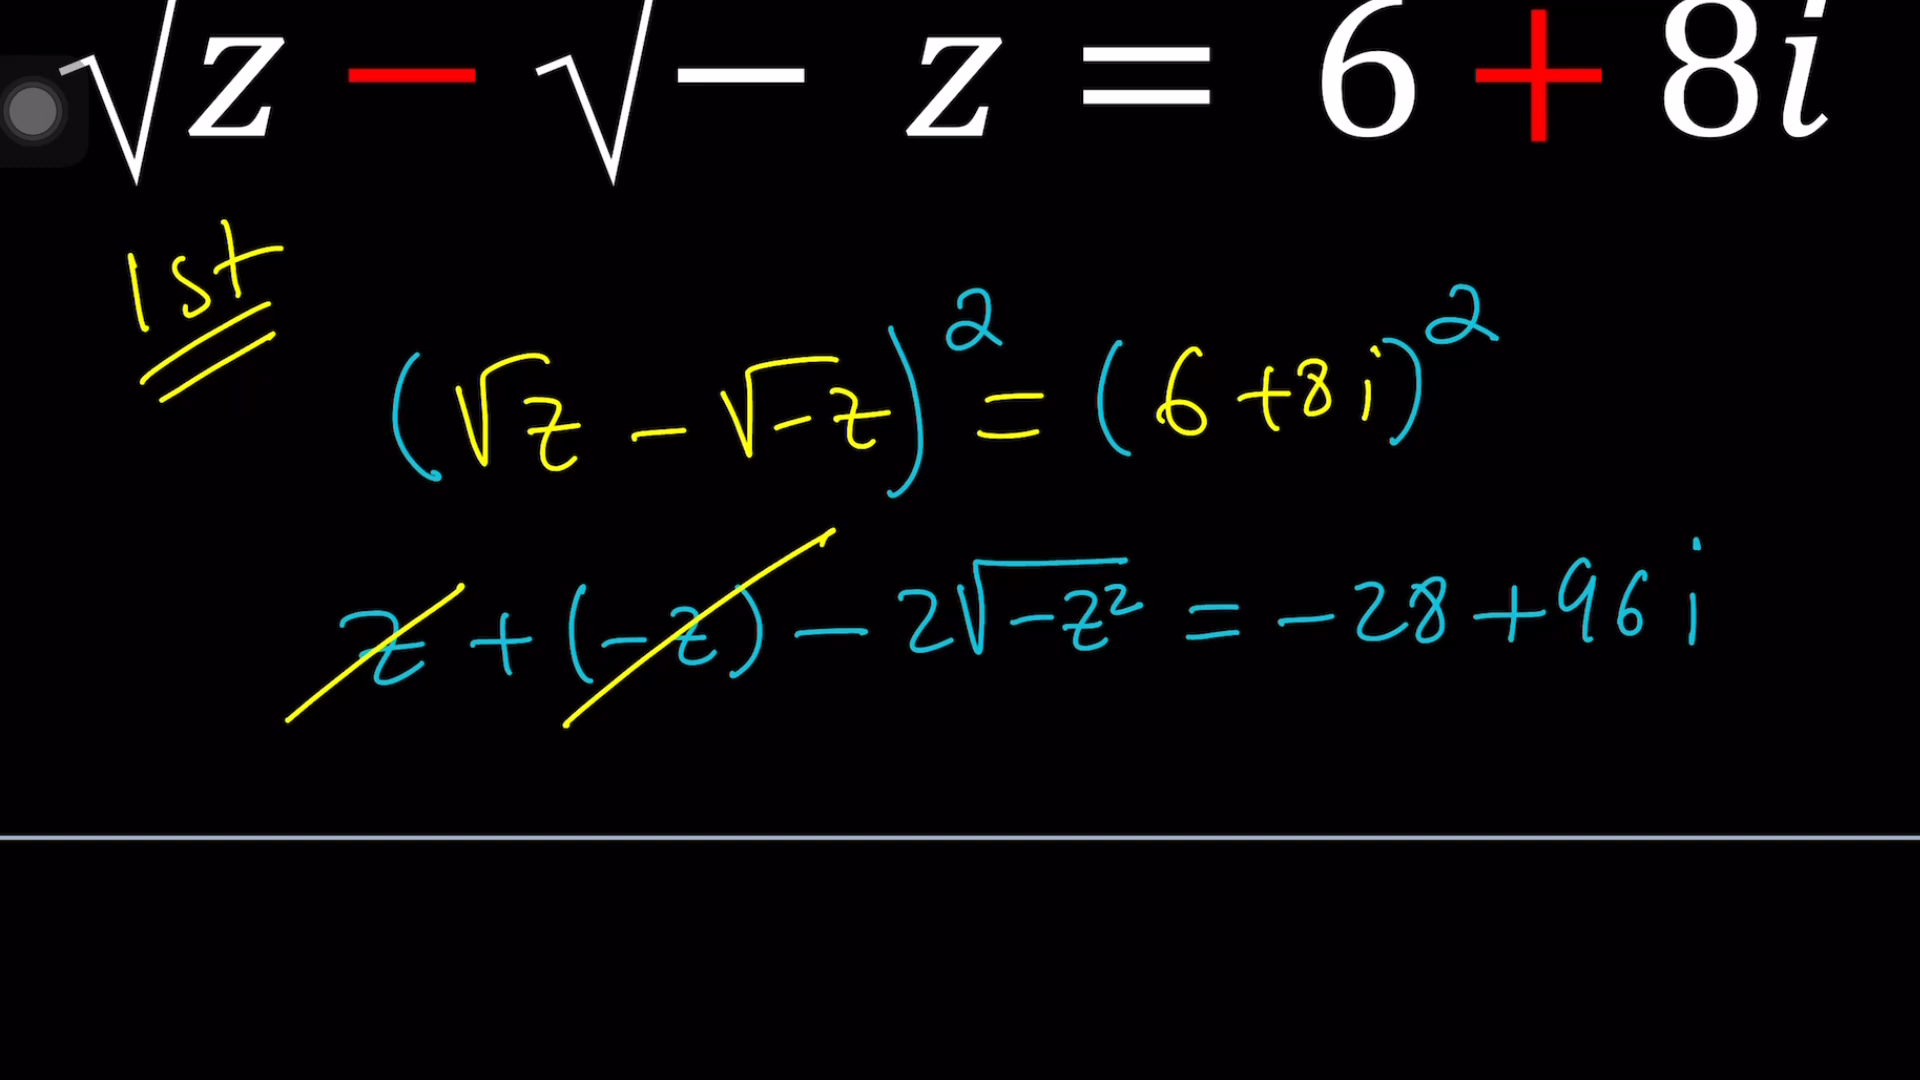 √z − √− z = 6 + 8i
1st
(√z − √-z)² = (6+8i)²
z + (-z) − 2√-z² = -28+96i